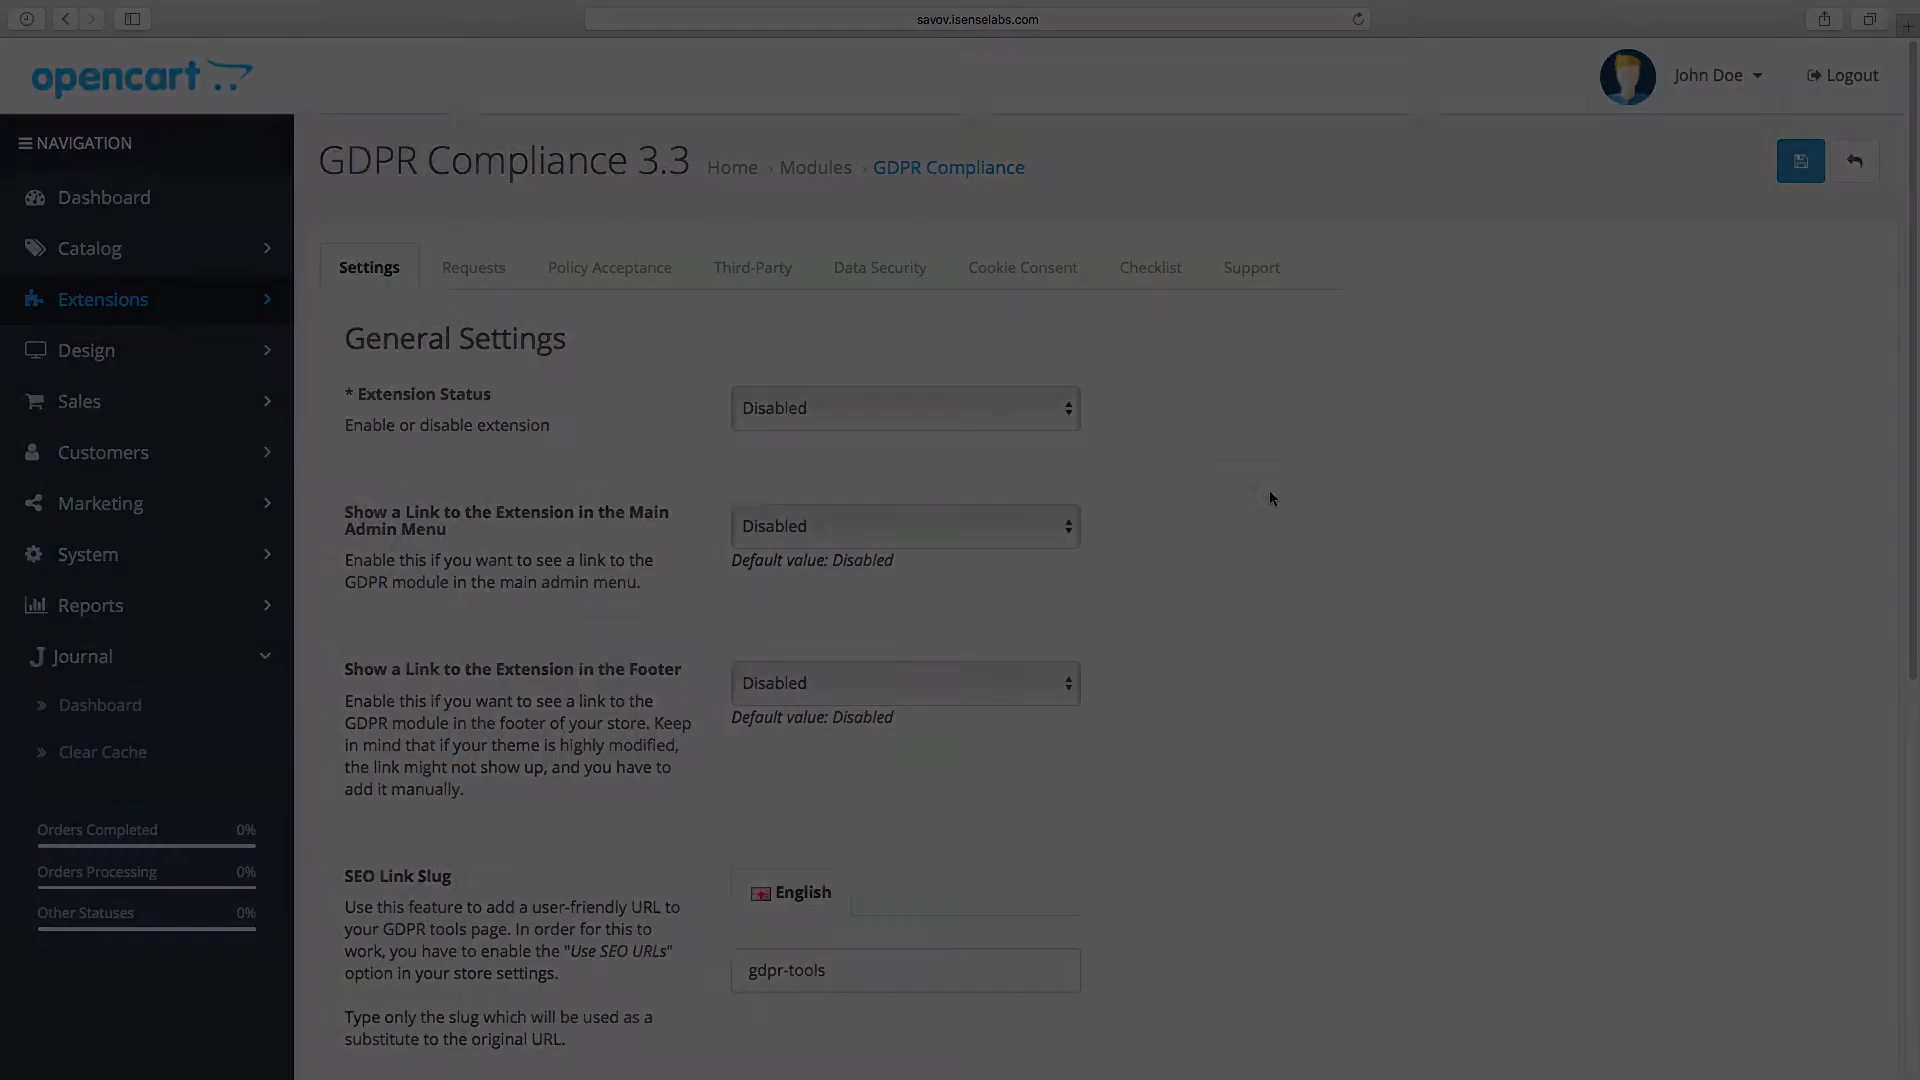 savov.isenselabs.com
opencart
John Doe
Logout
NAVIGATION
Dashboard
Catalog
Extensions
Design
Sales
Customers
Marketing
System
Reports
Journal
Dashboard
Clear Cache
Orders Completed 0%
Orders Processing 0%
Other Statuses 0%
GDPR Compliance 3.3
Home › Modules › GDPR Compliance
Settings Requests Policy Acceptance Third-Party Data Security Cookie Consent Checklist Support
General Settings
* Extension Status
Enable or disable extension
Disabled
Show a Link to the Extension in the Main
Admin Menu
Enable this if you want to see a link to the
GDPR module in the main admin menu.
Disabled
Default value: Disabled
Show a Link to the Extension in the Footer
Enable this if you want to see a link to the
GDPR module in the footer of your store. Keep
in mind that if your theme is highly modified,
the link might not show up, and you have to
add it manually.
Disabled
Default value: Disabled
SEO Link Slug
Use this feature to add a user-friendly URL to
your GDPR tools page. In order for this to
work, you have to enable the "Use SEO URLs"
option in your store settings.
Type only the slug which will be used as a
substitute to the original URL.
English
gdpr-tools